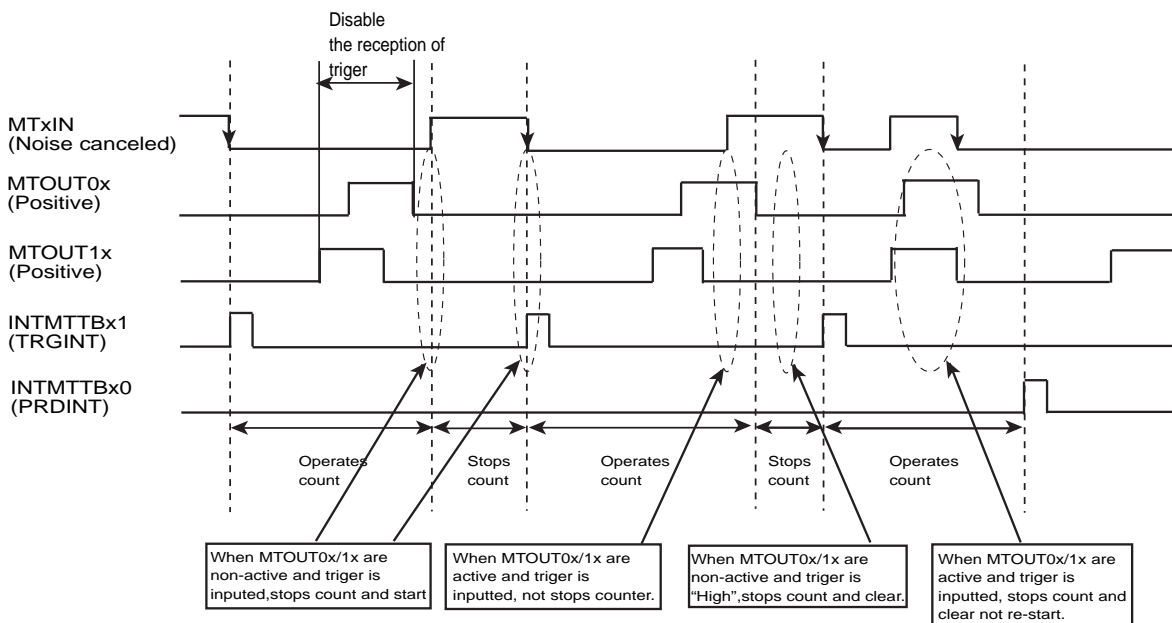 Disable
the reception of
triger
MTxIN
(Noise canceled)
MTOUT0x
(Positive)
MTOUT1x
(Positive)
INTMTTBx1
(TRGINT)
INTMTTBx0
(PRDINT)
Operates
count
Stops
count
Operates
count
Stops
count
Operates
count
When MTOUT0x/1x are
non-active and triger is
inputed,stops count and start
When MTOUT0x/1x are
active and triger is
inputted, not stops counter.
When MTOUT0x/1x are
non-active and triger is
“High”,stops count and clear.
When MTOUT0x/1x are
active and triger is
inputted, stops count and
clear not re-start.